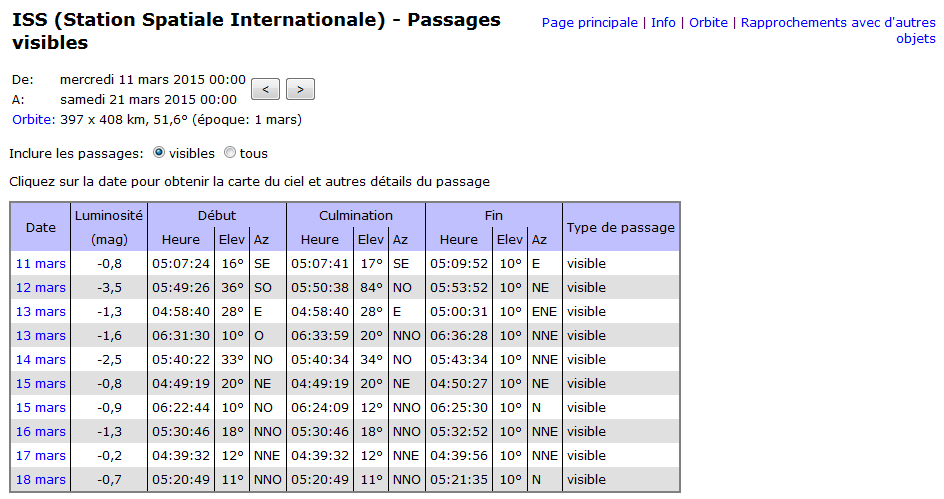 ISS (Station Spatiale Internationale) - Passages
visibles
Page principale | Info | Orbite | Rapprochements avec d'autres
objets
De: mercredi 11 mars 2015 00:00
A: samedi 21 mars 2015 00:00
< >
Orbite: 397 x 408 km, 51,6° (époque: 1 mars)
Inclure les passages: visibles tous
Cliquez sur la date pour obtenir la carte du ciel et autres détails du passage
Date Luminosité (mag) Début Culmination Fin Type de passage
Heure Elev Az Heure Elev Az Heure Elev Az
11 mars -0,8 05:07:24 16° SE 05:07:41 17° SE 05:09:52 10° E visible
12 mars -3,5 05:49:26 36° SO 05:50:38 84° NO 05:53:52 10° NE visible
13 mars -1,3 04:58:40 28° E 04:58:40 28° E 05:00:31 10° ENE visible
13 mars -1,6 06:31:30 10° O 06:33:59 20° NNO 06:36:28 10° NNE visible
14 mars -2,5 05:40:22 33° NO 05:40:34 34° NO 05:43:34 10° NNE visible
15 mars -0,8 04:49:19 20° NE 04:49:19 20° NE 04:50:27 10° NE visible
15 mars -0,9 06:22:44 10° NO 06:24:09 12° NNO 06:25:30 10° N visible
16 mars -1,3 05:30:46 18° NNO 05:30:46 18° NNO 05:32:52 10° NNE visible
17 mars -0,2 04:39:32 12° NNE 04:39:32 12° NNE 04:39:56 10° NNE visible
18 mars -0,7 05:20:49 11° NNO 05:20:49 11° NNO 05:21:35 10° N visible